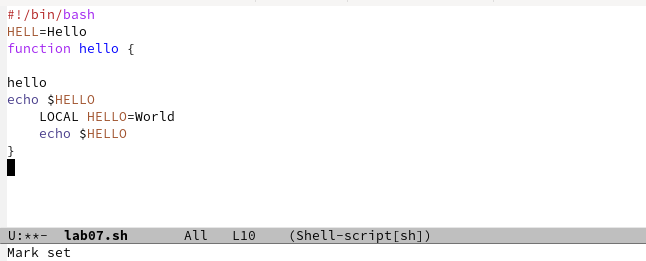 #!/bin/bash
HELL=Hello
function hello {

hello
echo $HELLO
    LOCAL HELLO=World
    echo $HELLO
}
U:**-  lab07.sh       All   L10    (Shell-script[sh])
Mark set